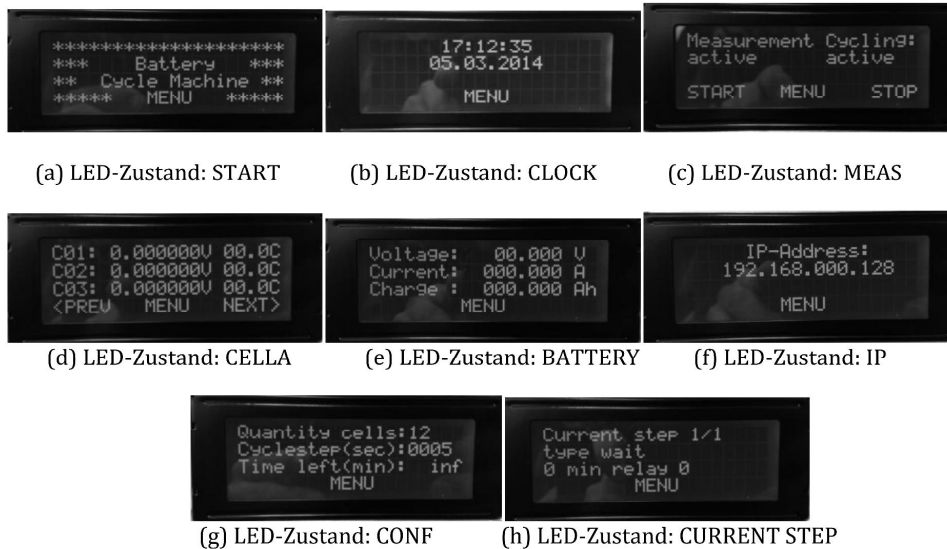 ********************
*** Battery ***
** Cycle Machine **
***** MENU *****
(a) LED-Zustand: START
17:12:35
05.03.2014
MENU
(b) LED-Zustand: CLOCK
Measurement Cycling:
active active
START MENU STOP
(c) LED-Zustand: MEAS
C01: 0.000000V 00.0C
C02: 0.000000V 00.0C
C03: 0.000000V 00.0C
<PREV MENU NEXT>
(d) LED-Zustand: CELLA
Voltage: 00.000 V
Current: 000.000 A
Charge : 000.000 Ah
MENU
(e) LED-Zustand: BATTERY
IP-Address:
192.168.000.128
MENU
(f) LED-Zustand: IP
Quantity cells:12
Cyclestep(sec):0005
Time left(min): inf
MENU
(g) LED-Zustand: CONF
Current step 1/1
type wait
0 min relay 0
MENU
(h) LED-Zustand: CURRENT STEP